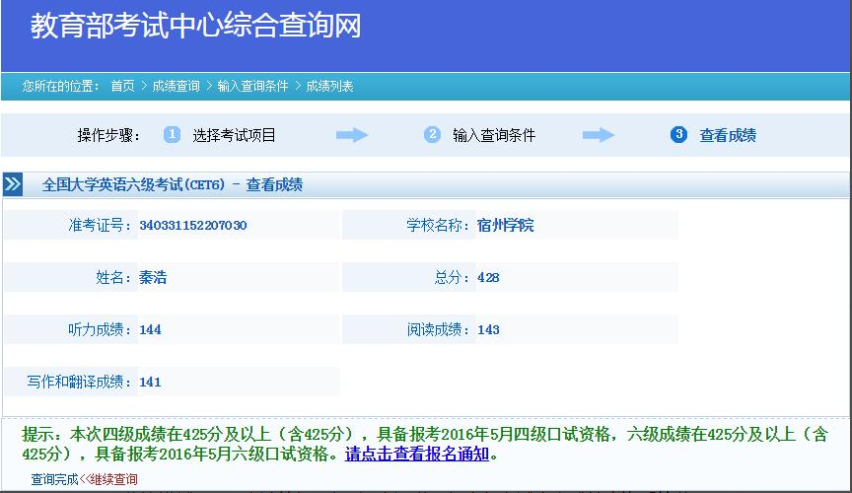 教育部考试中心综合查询网
您所在的位置： 首页 > 成绩查询 > 输入查询条件 > 成绩列表
操作步骤： 1 选择考试项目 2 输入查询条件 3 查看成绩
全国大学英语六级考试(CET6) - 查看成绩
准考证号：340331152207030 学校名称：宿州学院
姓名：秦浩 总分：428
听力成绩：144 阅读成绩：143
写作和翻译成绩：141
提示：本次四级成绩在425分及以上（含425分），具备报考2016年5月四级口试资格，六级成绩在425分及以上（含
425分），具备报考2016年5月六级口试资格。请点击查看报名通知。
查询完成<<继续查询